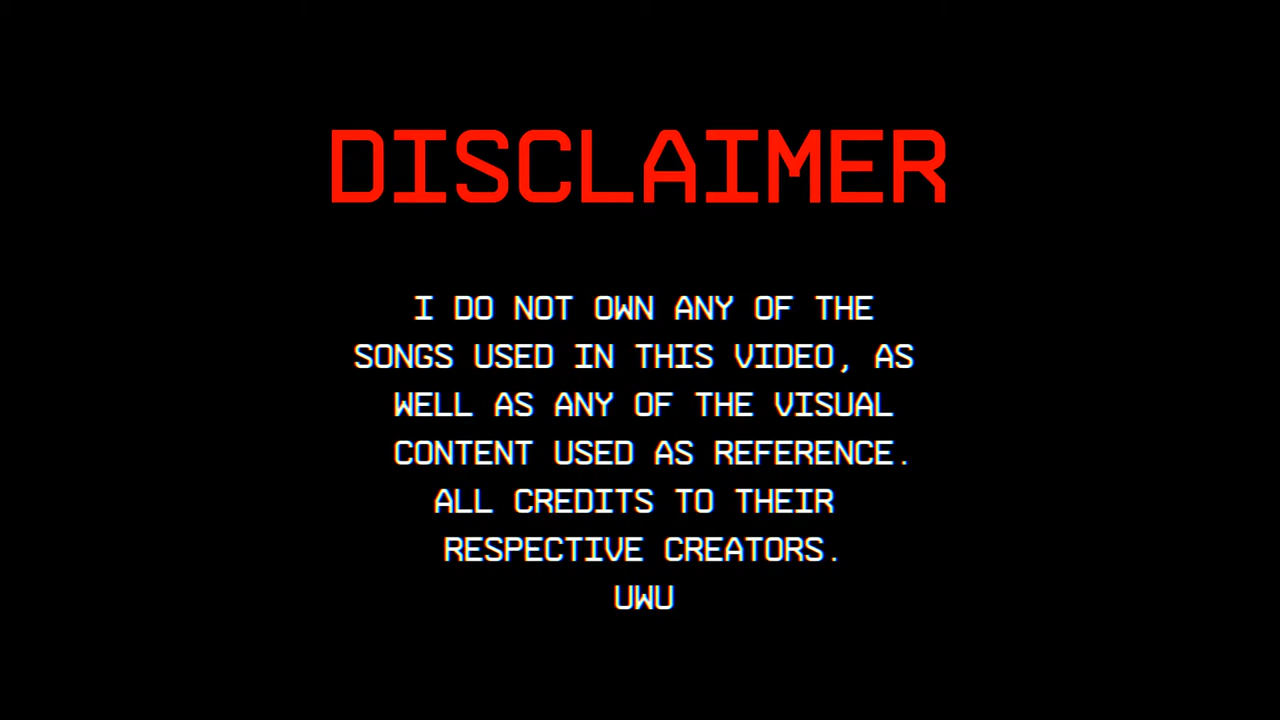 DISCLAIMER
I DO NOT OWN ANY OF THE
SONGS USED IN THIS VIDEO, AS
WELL AS ANY OF THE VISUAL
CONTENT USED AS REFERENCE.
ALL CREDITS TO THEIR
RESPECTIVE CREATORS.
UWU